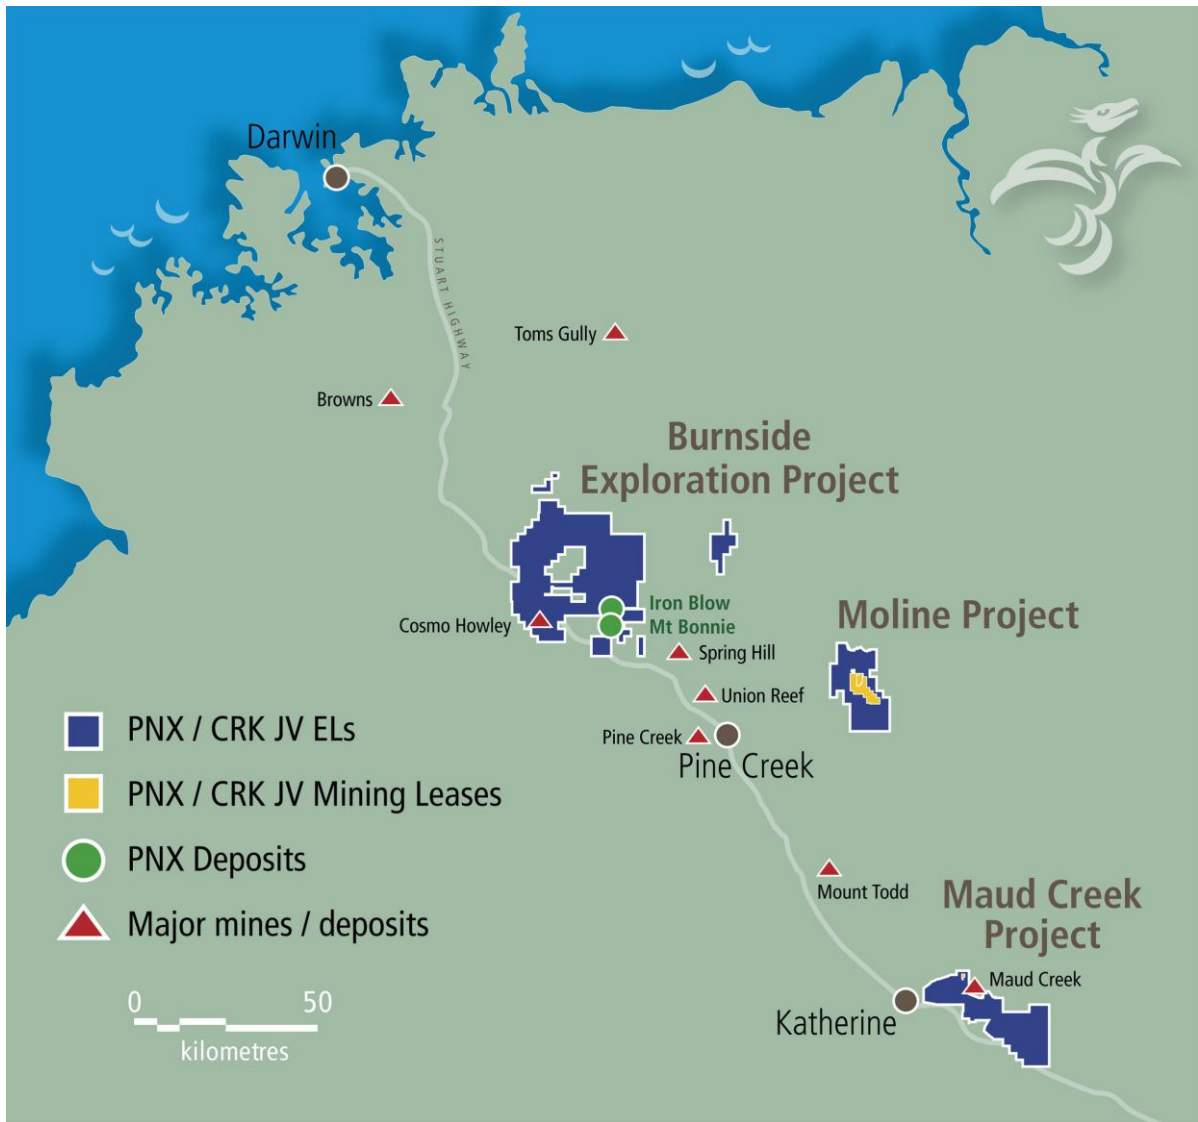 Darwin
STUART HIGHWAY
Toms Gully
Browns
Burnside
Exploration Project
Iron Blow
Mt Bonnie
Cosmo Howley
Moline Project
Spring Hill
Union Reef
Pine Creek
Pine Creek
PNX / CRK JV ELs
PNX / CRK JV Mining Leases
PNX Deposits
Major mines / deposits
Mount Todd
Maud Creek
Project
Maud Creek
Katherine
0 50
kilometres